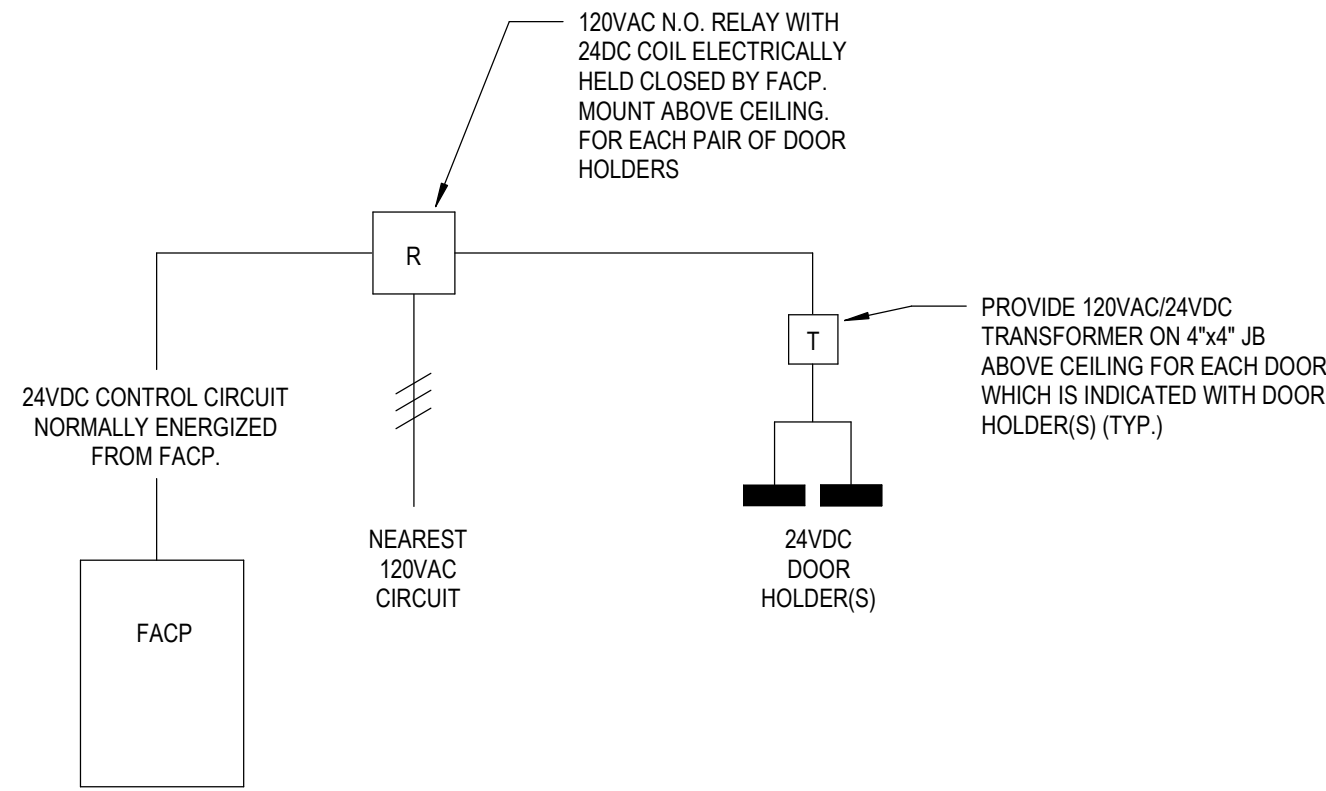 120VAC N.O. RELAY WITH
24DC COIL ELECTRICALLY
HELD CLOSED BY FACP.
MOUNT ABOVE CEILING.
FOR EACH PAIR OF DOOR
HOLDERS
R
PROVIDE 120VAC/24VDC
TRANSFORMER ON 4"x4" JB
ABOVE CEILING FOR EACH DOOR
WHICH IS INDICATED WITH DOOR
HOLDER(S) (TYP.)
T
24VDC CONTROL CIRCUIT
NORMALLY ENERGIZED
FROM FACP.
NEAREST
120VAC
CIRCUIT
24VDC
DOOR
HOLDER(S)
FACP